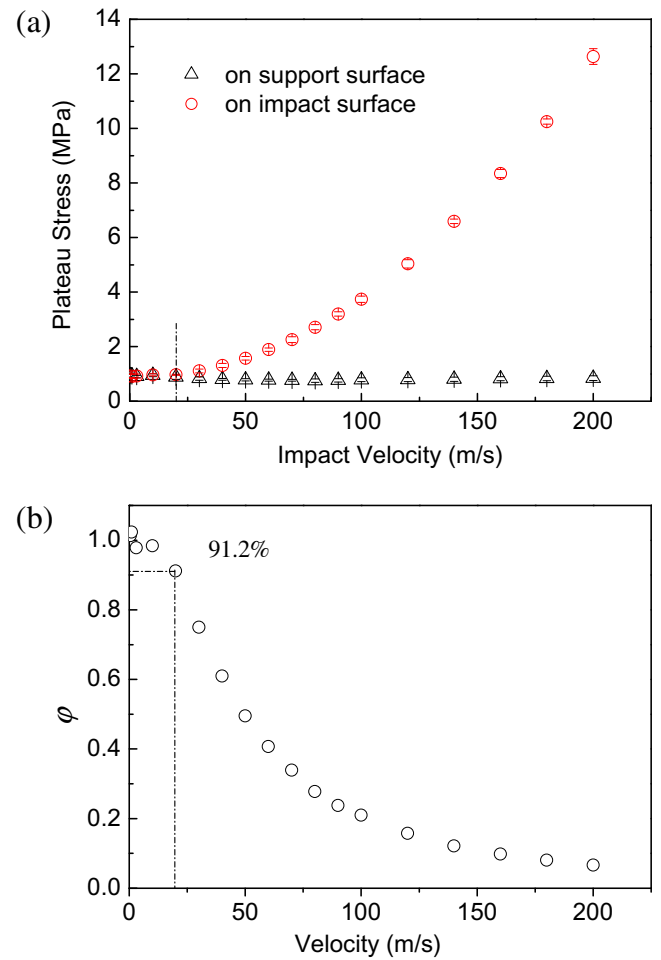 (a)
14
12
10
8
6
4
2
0
Plateau Stress (MPa)
on support surface
on impact surface
0 50 100 150 200
Impact Velocity (m/s)
(b)
1.0
0.8
0.6
0.4
0.2
0.0
φ
91.2%
0 50 100 150 200
Velocity (m/s)